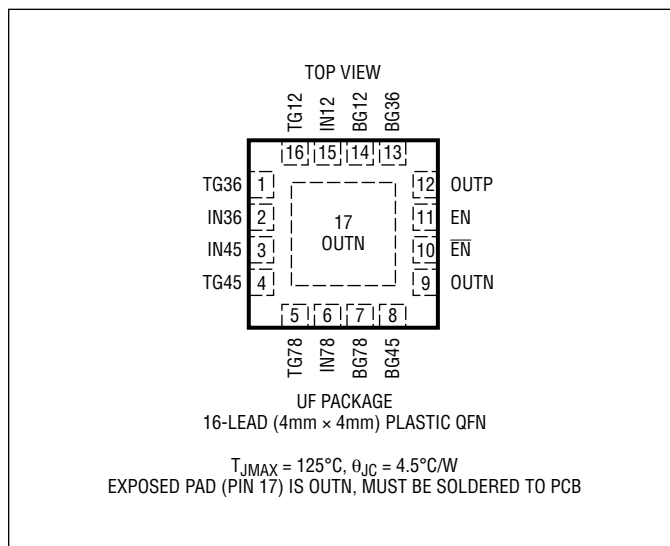 TOP VIEW
TG12 IN12 BG12 BG36
16 15 14 13
TG36 1 12 OUTP
IN36 2 11 EN
IN45 3 10 E̅N̅
TG45 4 9 OUTN
17
OUTN
5 6 7 8
TG78 IN78 BG78 BG45
UF PACKAGE
16-LEAD (4mm × 4mm) PLASTIC QFN
TJMAX = 125°C, θJC = 4.5°C/W
EXPOSED PAD (PIN 17) IS OUTN, MUST BE SOLDERED TO PCB